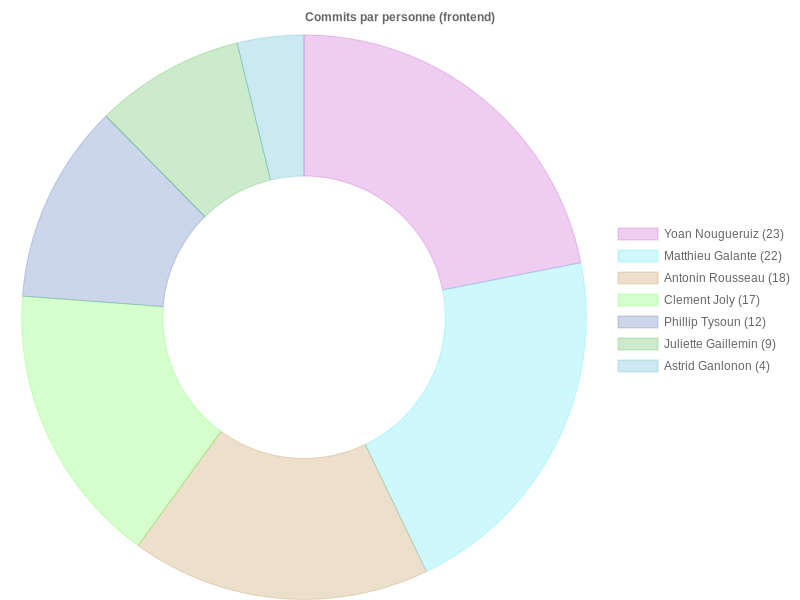 Commits par personne (frontend)
Yoan Nougueruiz (23)
Matthieu Galante (22)
Antonin Rousseau (18)
Clement Joly (17)
Phillip Tysoun (12)
Juliette Gaillemin (9)
Astrid Ganlonon (4)